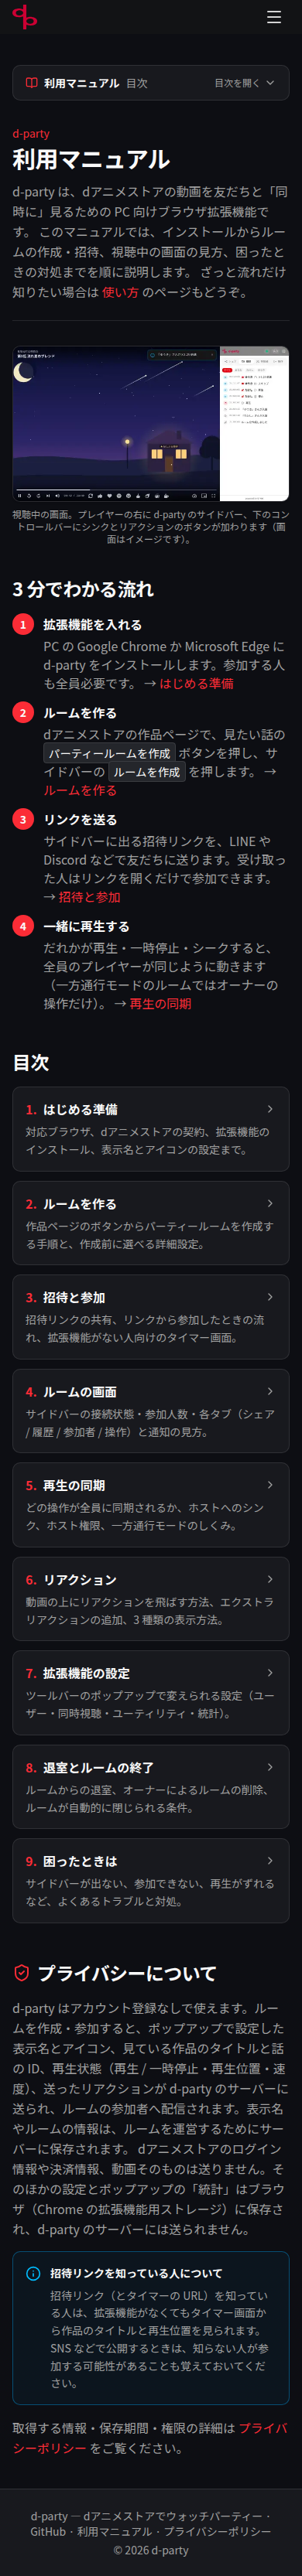 dp
利用マニュアル 目次 目次を開く
d-party
利用マニュアル
d-party は、dアニメストアの動画を友だちと「同
時に」見るための PC 向けブラウザ拡張機能で
す。 このマニュアルでは、インストールからルー
ムの作成・招待、視聴中の画面の見方、困ったと
きの対処までを順に説明します。 ざっと流れだけ
知りたい場合は 使い方 のページもどうぞ。
視聴中の画面。プレイヤーの右に d-party のサイドバー、下のコン
トロールバーにシンクとリアクションのボタンが加わります（画
面はイメージです）。
3 分でわかる流れ
1 拡張機能を入れる
PC の Google Chrome か Microsoft Edge に
d-party をインストールします。参加する人
も全員必要です。 → はじめる準備
2 ルームを作る
dアニメストアの作品ページで、見たい話の
パーティールームを作成 ボタンを押し、サ
イドバーの ルームを作成 を押します。 →
ルームを作る
3 リンクを送る
サイドバーに出る招待リンクを、LINE や
Discord などで友だちに送ります。受け取っ
た人はリンクを開くだけで参加できます。
→ 招待と参加
4 一緒に再生する
だれかが再生・一時停止・シークすると、
全員のプレイヤーが同じように動きます
（一方通行モードのルームではオーナーの
操作だけ）。 → 再生の同期
目次
1. はじめる準備
対応ブラウザ、dアニメストアの契約、拡張機能の
インストール、表示名とアイコンの設定まで。
2. ルームを作る
作品ページのボタンからパーティールームを作成す
る手順と、作成前に選べる詳細設定。
3. 招待と参加
招待リンクの共有、リンクから参加したときの流
れ、拡張機能がない人向けのタイマー画面。
4. ルームの画面
サイドバーの接続状態・参加人数・各タブ（シェア
/ 履歴 / 参加者 / 操作）と通知の見方。
5. 再生の同期
どの操作が全員に同期されるか、ホストへのシン
ク、ホスト権限、一方通行モードのしくみ。
6. リアクション
動画の上にリアクションを飛ばす方法、エクストラ
リアクションの追加、3 種類の表示方法。
7. 拡張機能の設定
ツールバーのポップアップで変えられる設定（ユー
ザー・同時視聴・ユーティリティ・統計）。
8. 退室とルームの終了
ルームからの退室、オーナーによるルームの削除、
ルームが自動的に閉じられる条件。
9. 困ったときは
サイドバーが出ない、参加できない、再生がずれる
など、よくあるトラブルと対処。
プライバシーについて
d-party はアカウント登録なしで使えます。ルー
ムを作成・参加すると、ポップアップで設定した
表示名とアイコン、見ている作品のタイトルと話
の ID、再生状態（再生 / 一時停止・再生位置・速
度）、送ったリアクションが d-party のサーバーに
送られ、ルームの参加者へ配信されます。表示名
やルームの情報は、ルームを運営するためにサー
バーに保存されます。 dアニメストアのログイン
情報や決済情報、動画そのものは送りません。そ
のほかの設定とポップアップの「統計」はブラウ
ザ（Chrome の拡張機能用ストレージ）に保存さ
れ、d-party のサーバーには送られません。
招待リンクを知っている人について
招待リンク（とタイマーの URL）を知ってい
る人は、拡張機能がなくてもタイマー画面か
ら作品のタイトルと再生位置を見られます。
SNS などで公開するときは、知らない人が参
加する可能性があることも覚えておいてくだ
さい。
取得する情報・保存期間・権限の詳細は プライバ
シーポリシー をご覧ください。
d-party — dアニメストアでウォッチパーティー ·
GitHub · 利用マニュアル · プライバシーポリシー
© 2026 d-party